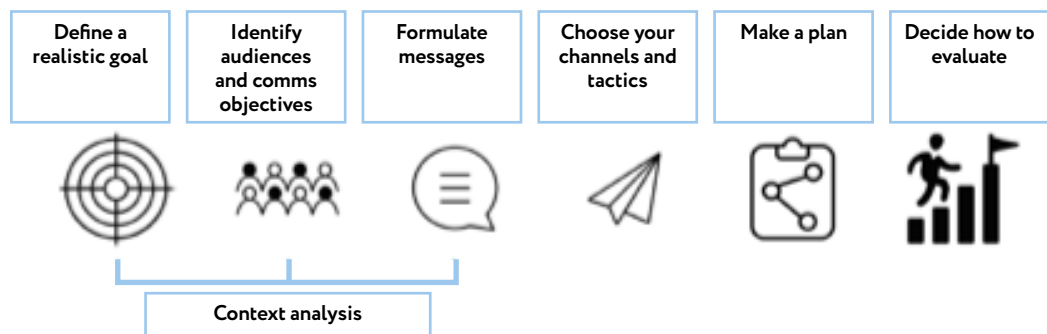 Define a
realistic goal
Identify
audiences
and comms
objectives
Formulate
messages
Choose your
channels and
tactics
Make a plan
Decide how to
evaluate
Context analysis